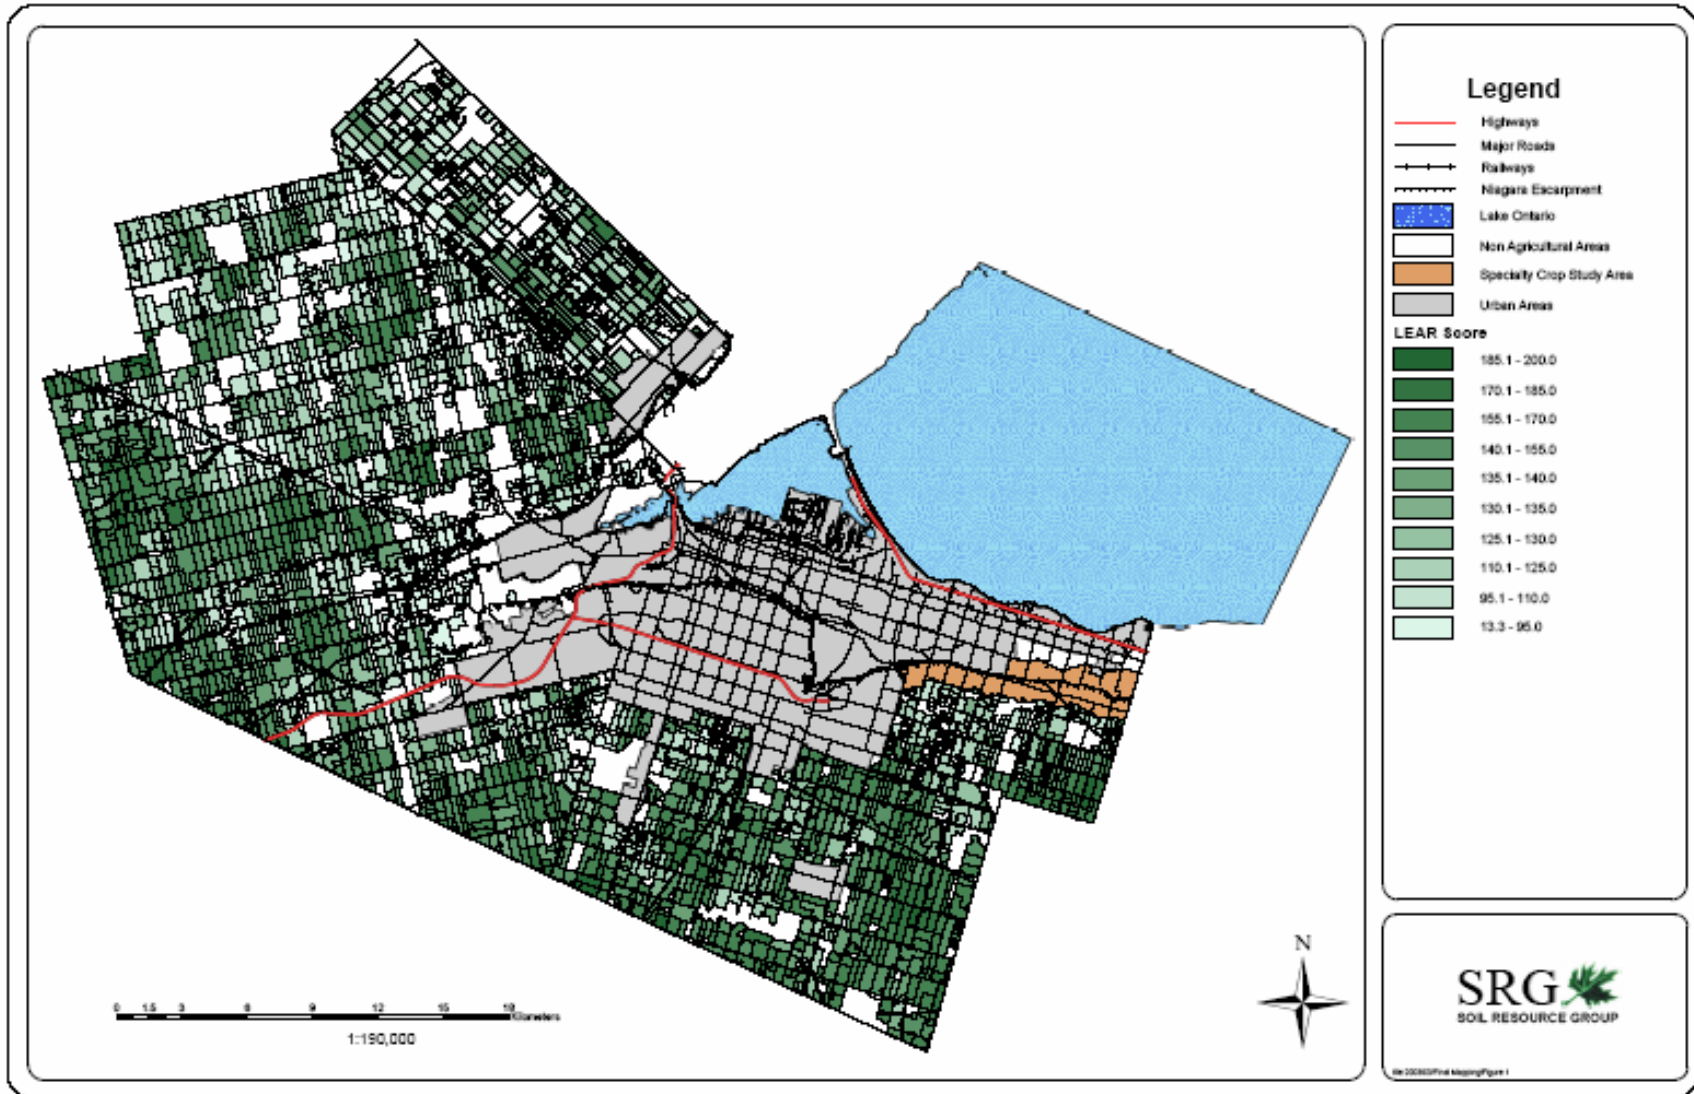 Legend
Highways
Major Roads
Railways
Niagara Escarpment
Lake Ontario
Non Agricultural Areas
Specialty Crop Study Area
Urban Areas
LEAR Score
185.1 - 200.0
170.1 - 185.0
155.1 - 170.0
140.1 - 155.0
135.1 - 140.0
130.1 - 135.0
125.1 - 130.0
110.1 - 125.0
95.1 - 110.0
13.3 - 95.0
N
0 1.5 3 6 9 12 15 18
Kilometers
1:190,000
SRG
SOIL RESOURCE GROUP